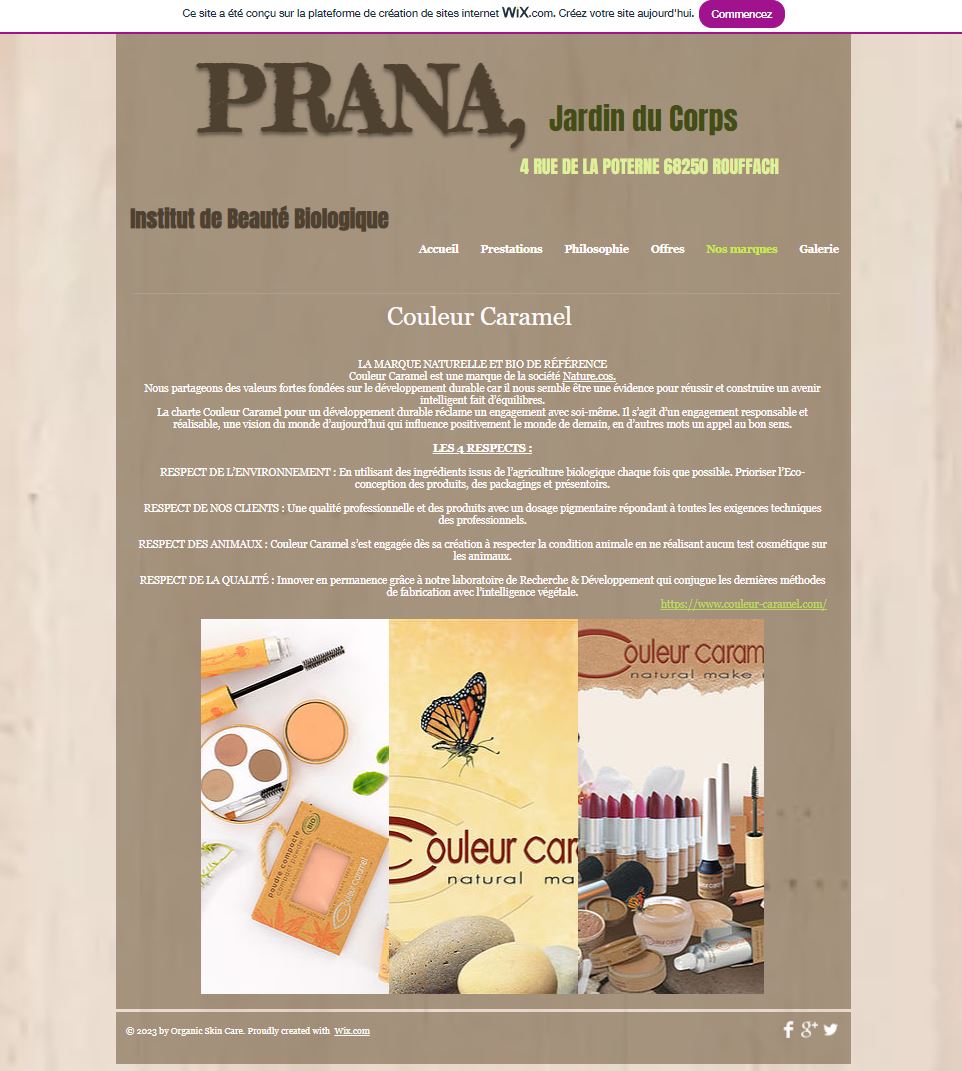 Ce site a été conçu sur la plateforme de création de sites internet WiX.com. Créez votre site aujourd'hui. Commencez
PRANA,
Jardin du Corps
4 RUE DE LA POTERNE 68250 ROUFFACH
Institut de Beauté Biologique
Accueil Prestations Philosophie Offres Nos marques Galerie
Couleur Caramel
LA MARQUE NATURELLE ET BIO DE RÉFÉRENCE
Couleur Caramel est une marque de la société Nature.cos.
Nous partageons des valeurs fortes fondées sur le développement durable car il nous semble être une évidence pour réussir et construire un avenir
intelligent fait d’équilibres.
La charte Couleur Caramel pour un développement durable réclame un engagement avec soi-même. Il s’agit d’un engagement responsable et
réalisable, une vision du monde d’aujourd’hui qui influence positivement le monde de demain, en d’autres mots un appel au bon sens.
LES 4 RESPECTS :
RESPECT DE L’ENVIRONNEMENT : En utilisant des ingrédients issus de l’agriculture biologique chaque fois que possible. Prioriser l’Eco-
conception des produits, des packagings et présentoirs.
RESPECT DE NOS CLIENTS : Une qualité professionnelle et des produits avec un dosage pigmentaire répondant à toutes les exigences techniques
des professionnels.
RESPECT DES ANIMAUX : Couleur Caramel s’est engagée dès sa création à respecter la condition animale en ne réalisant aucun test cosmétique sur
les animaux.
RESPECT DE LA QUALITÉ : Innover en permanence grâce à notre laboratoire de Recherche & Développement qui conjugue les dernières méthodes
de fabrication avec l’intelligence végétale.
https://www.couleur-caramel.com/
Couleur caram
natural make u
BIO
poudre compacte
compact powder
Couleur caramel
Couleur car
natural ma
Couleur caramel
© 2023 by Organic Skin Care. Proudly created with Wix.com